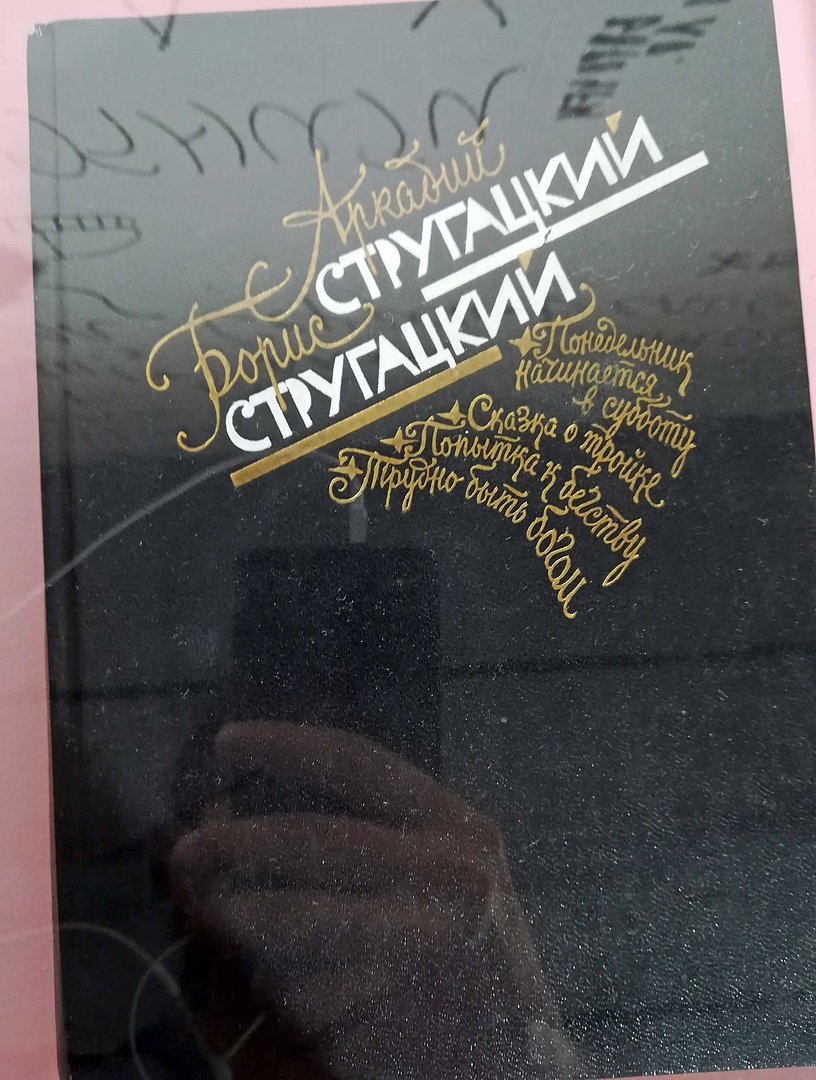 Аркадий
СТРУГАЦКИЙ
Борис
СТРУГАЦКИЙ
Понедельник
начинается
в субботу
Сказка о тройке
Попытка к бегству
Трудно быть богом